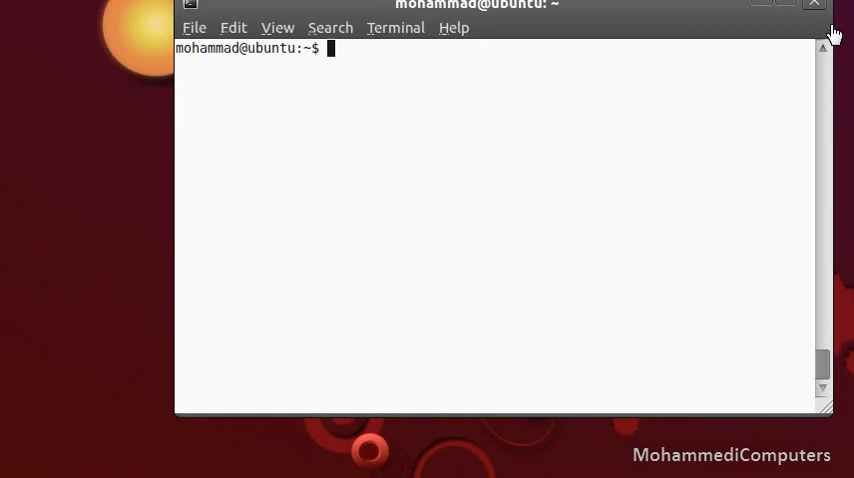 mohammad@ubuntu: ~
File Edit View Search Terminal Help
mohammad@ubuntu:~$
MohammediComputers